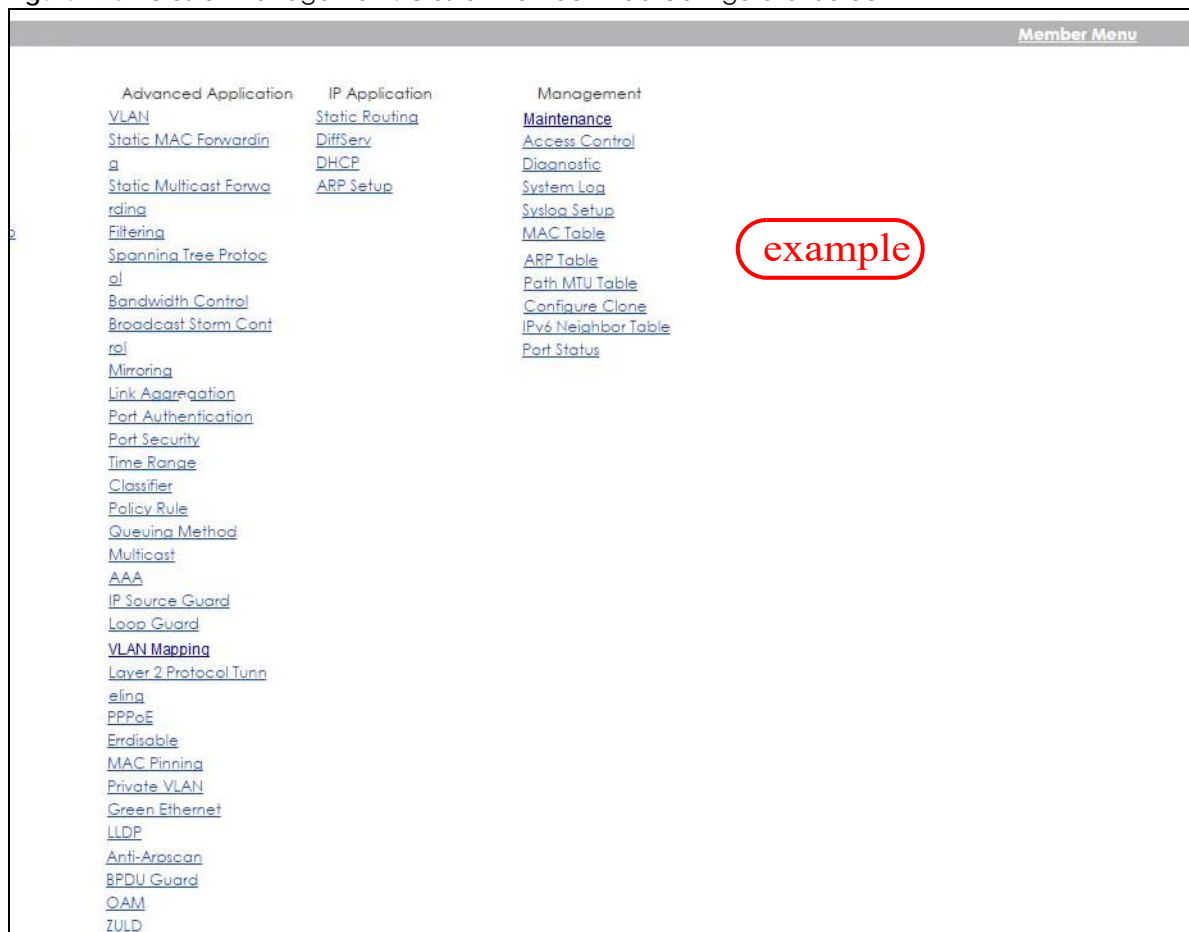 Member Menu
Advanced Application
VLAN
Static MAC Forwardin
g
Static Multicast Forwa
rding
Filtering
Spanning Tree Protoc
ol
Bandwidth Control
Broadcast Storm Cont
rol
Mirroring
Link Aggregation
Port Authentication
Port Security
Time Range
Classifier
Policy Rule
Queuing Method
Multicast
AAA
IP Source Guard
Loop Guard
VLAN Mapping
Layer 2 Protocol Tunn
eling
PPPoE
Errdisable
MAC Pinning
Private VLAN
Green Ethernet
LLDP
Anti-Arpscan
BPDU Guard
OAM
ZULD
IP Application
Static Routing
DiffServ
DHCP
ARP Setup
Management
Maintenance
Access Control
Diagnostic
System Log
Syslog Setup
MAC Table
ARP Table
Path MTU Table
Configure Clone
IPv6 Neighbor Table
Port Status
example